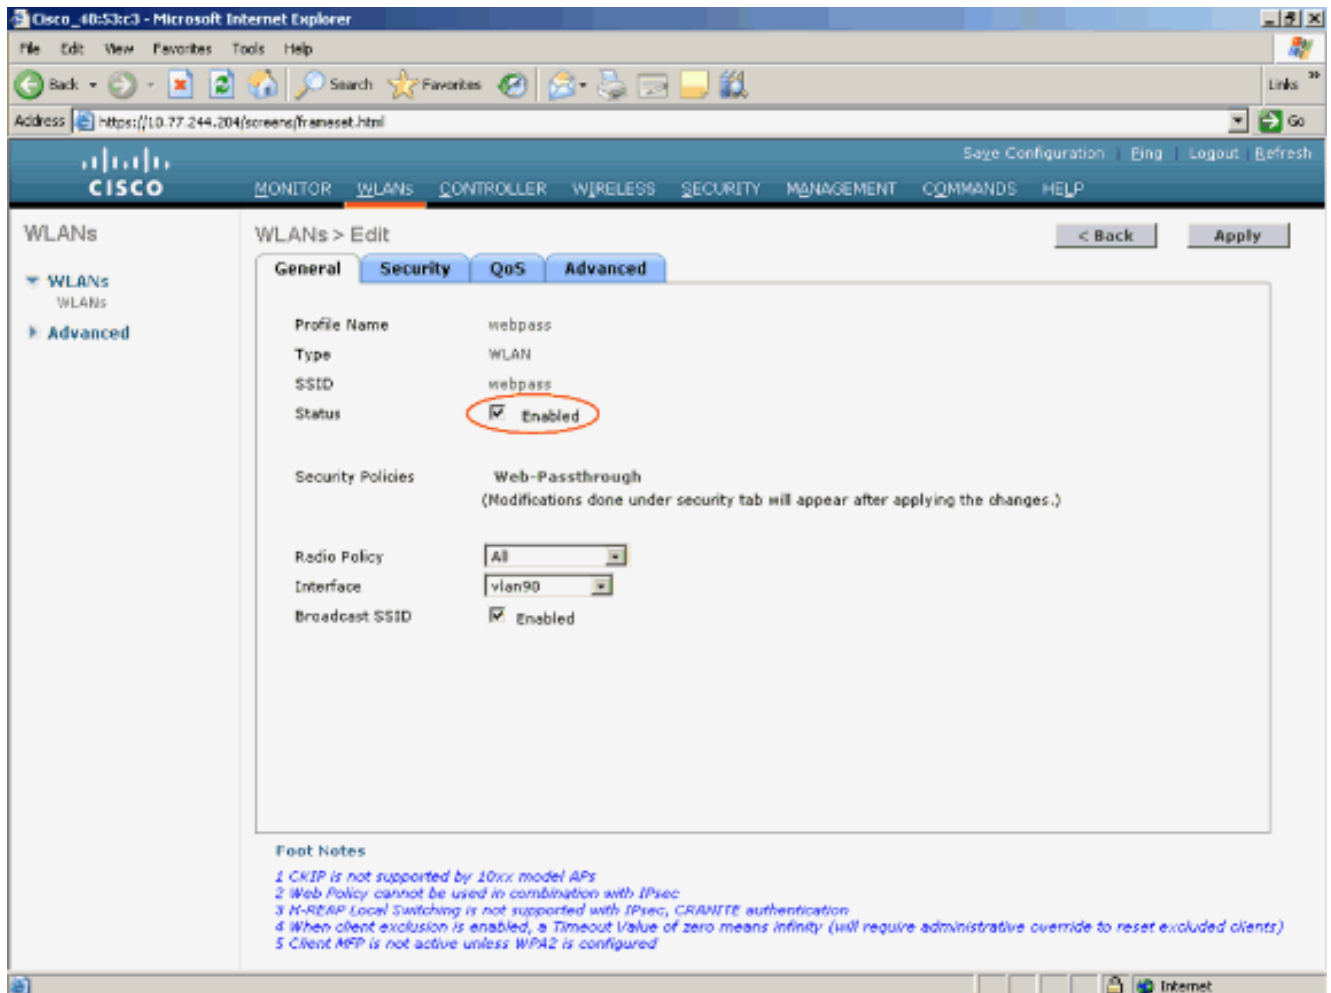 Cisco_40:53:c3 - Microsoft Internet Explorer
File Edit View Favorites Tools Help
Back Search Favorites Links »
Address https://10.77.244.204/screens/frameset.html Go
Save Configuration | Ping | Logout | Refresh
CISCO MONITOR WLANs CONTROLLER WIRELESS SECURITY MANAGEMENT COMMANDS HELP
WLANs
WLANs
WLANs
Advanced
WLANs > Edit
< Back Apply
General Security QoS Advanced
Profile Name webpass
Type WLAN
SSID webpass
Status Enabled
Security Policies Web-Passthrough
(Modifications done under security tab will appear after applying the changes.)
Radio Policy All
Interface vlan90
Broadcast SSID Enabled
Foot Notes
1 CKIP is not supported by 10xx model APs
2 Web Policy cannot be used in combination with IPsec
3 H-REAP Local Switching is not supported with IPsec, CRANITE authentication
4 When client exclusion is enabled, a Timeout Value of zero means infinity (will require administrative override to reset excluded clients)
5 Client MFP is not active unless WPA2 is configured
Internet